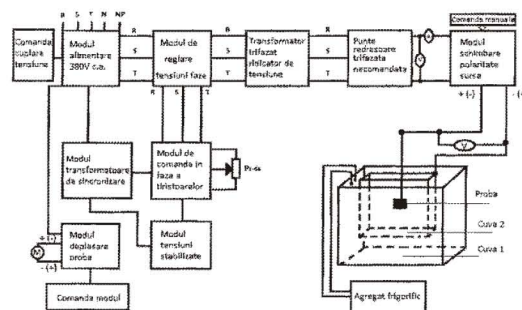 R S T N NP
Comanda cuplare tensiune
Modul alimentare 380V c.a.
R
S
T
Modul de reglare tensiuni faze
R
S
T
Transformator trifazat ridicator de tensiune
R
S
T
Punte redresoare trifazata necomandata
Comanda manuala
Modul schimbare polaritate sursa
+ (-)
- (+)
R S T
Modul transformatoare de sincronizare
Modul de comanda in faza a tiristoarelor
V
Proba
Cuva 2
Cuva 1
Modul deplasare proba
+ (-)
M
- (+)
Modul tensiuni stabilizate
Comanda modul
Agregat frigorific